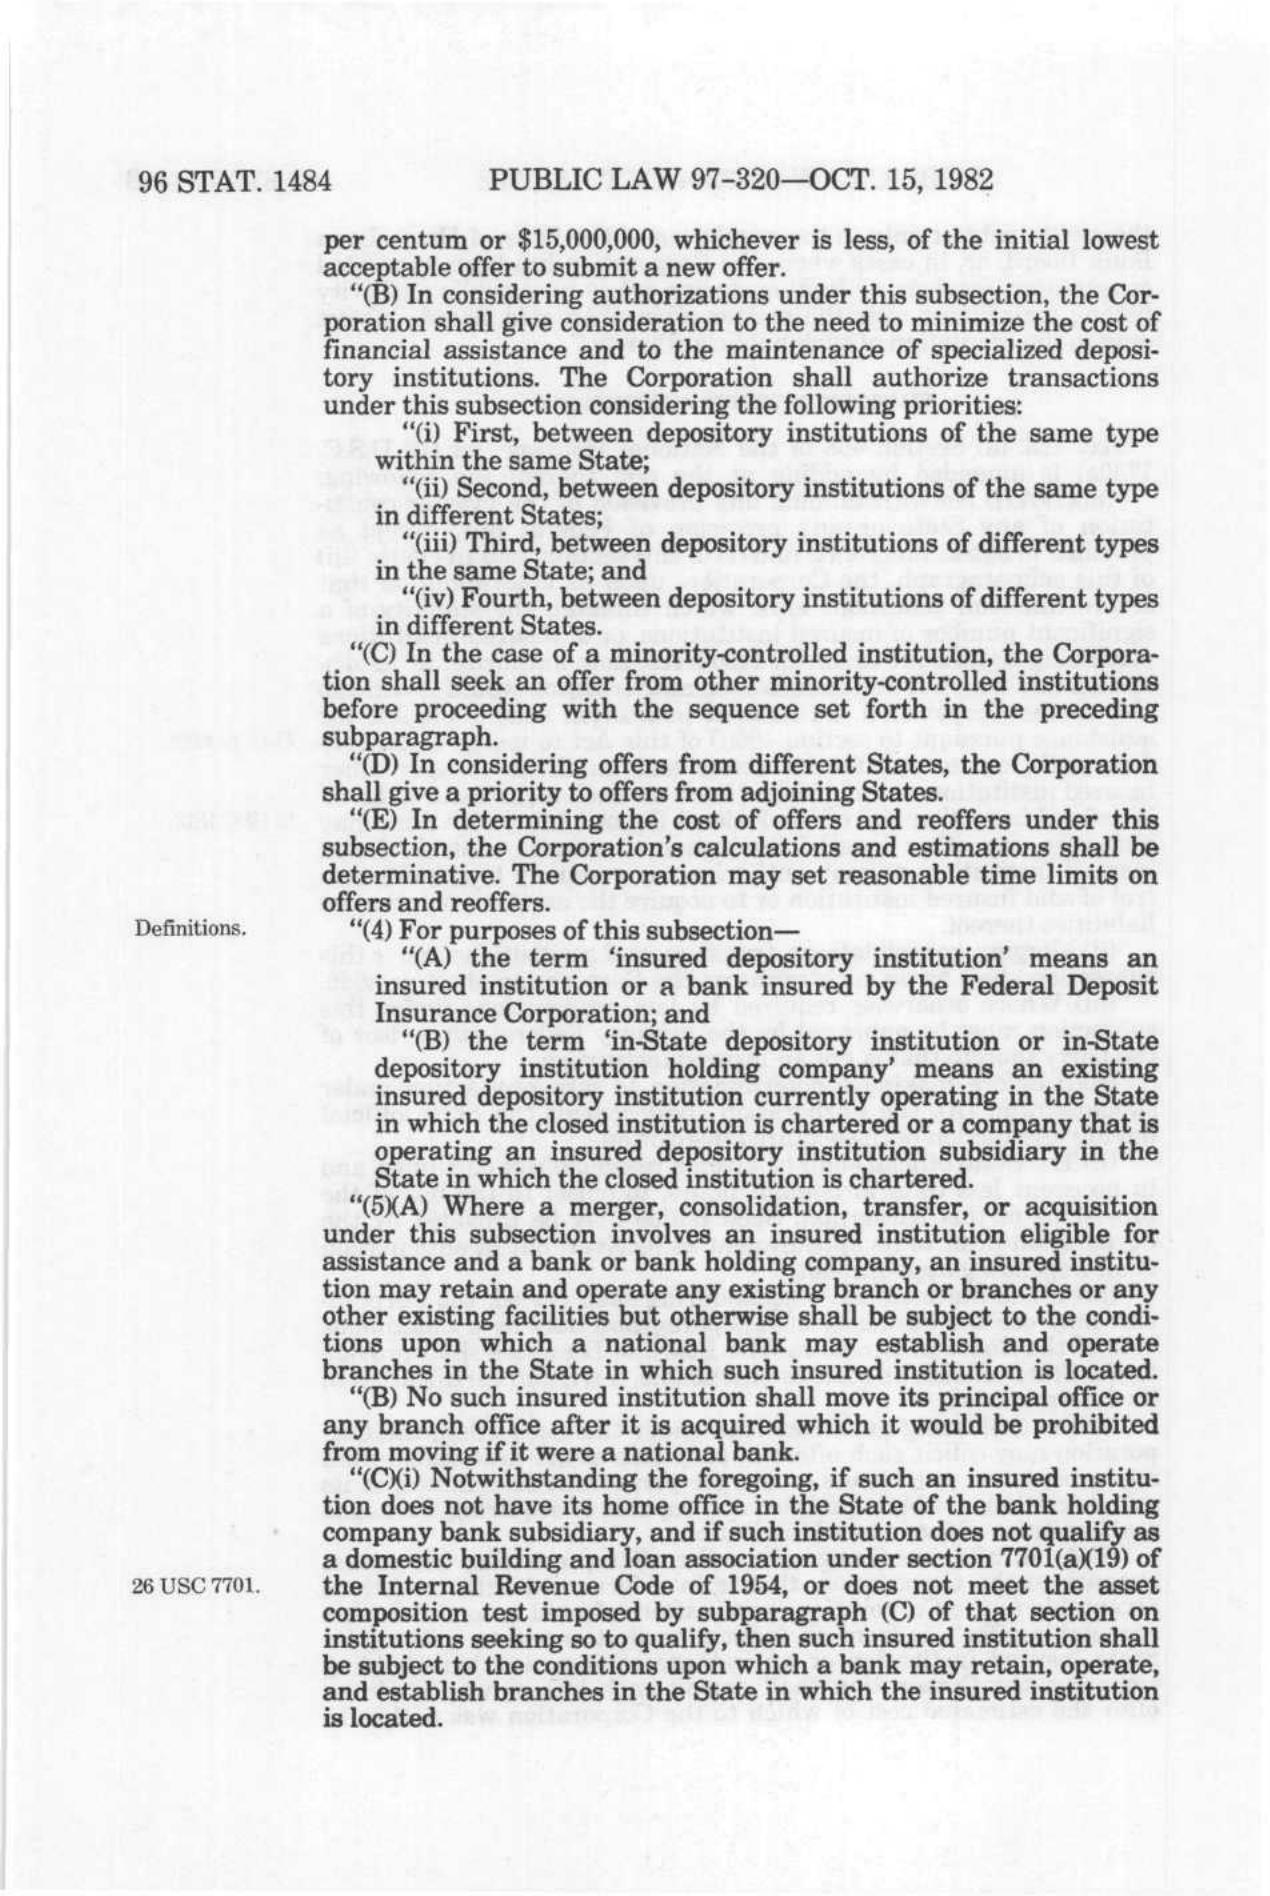 96 STAT. 1484 PUBLIC LAW 97-320—OCT. 15, 1982
per centum or $15,000,000, whichever is less, of the initial lowest
acceptable offer to submit a new offer.
“(B) In considering authorizations under this subsection, the Cor-
poration shall give consideration to the need to minimize the cost of
financial assistance and to the maintenance of specialized deposi-
tory institutions. The Corporation shall authorize transactions
under this subsection considering the following priorities:
“(i) First, between depository institutions of the same type
within the same State;
“(ii) Second, between depository institutions of the same type
in different States;
“(iii) Third, between depository institutions of different types
in the same State; and
“(iv) Fourth, between depository institutions of different types
in different States.
“(C) In the case of a minority-controlled institution, the Corpora-
tion shall seek an offer from other minority-controlled institutions
before proceeding with the sequence set forth in the preceding
subparagraph.
“(D) In considering offers from different States, the Corporation
shall give a priority to offers from adjoining States.
“(E) In determining the cost of offers and reoffers under this
subsection, the Corporation's calculations and estimations shall be
determinative. The Corporation may set reasonable time limits on
offers and reoffers.
Definitions. “(4) For purposes of this subsection—
“(A) the term ‘insured depository institution’ means an
insured institution or a bank insured by the Federal Deposit
Insurance Corporation; and
“(B) the term ‘in-State depository institution or in-State
depository institution holding company’ means an existing
insured depository institution currently operating in the State
in which the closed institution is chartered or a company that is
operating an insured depository institution subsidiary in the
State in which the closed institution is chartered.
“(5)(A) Where a merger, consolidation, transfer, or acquisition
under this subsection involves an insured institution eligible for
assistance and a bank or bank holding company, an insured institu-
tion may retain and operate any existing branch or branches or any
other existing facilities but otherwise shall be subject to the condi-
tions upon which a national bank may establish and operate
branches in the State in which such insured institution is located.
“(B) No such insured institution shall move its principal office or
any branch office after it is acquired which it would be prohibited
from moving if it were a national bank.
“(C)(i) Notwithstanding the foregoing, if such an insured institu-
tion does not have its home office in the State of the bank holding
company bank subsidiary, and if such institution does not qualify as
a domestic building and loan association under section 7701(a)(19) of
26 USC 7701. the Internal Revenue Code of 1954, or does not meet the asset
composition test imposed by subparagraph (C) of that section on
institutions seeking so to qualify, then such insured institution shall
be subject to the conditions upon which a bank may retain, operate,
and establish branches in the State in which the insured institution
is located.